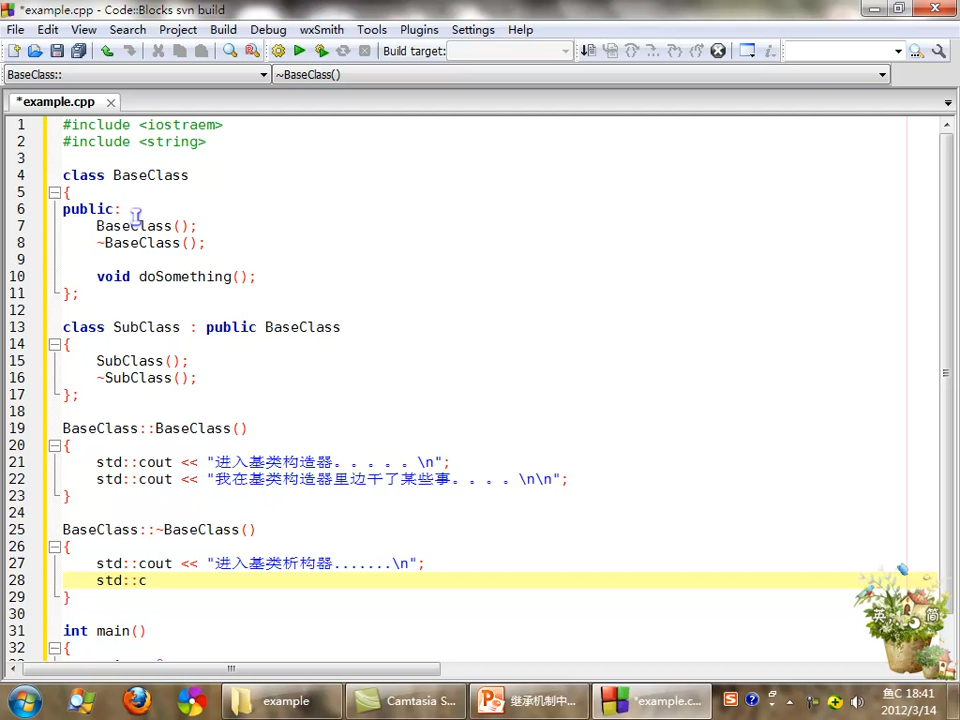 *example.cpp - Code::Blocks svn build
File Edit View Search Project Build Debug wxSmith Tools Plugins Settings Help
Build target:
BaseClass:: ~BaseClass()
*example.cpp
1 #include <iostraem>
2 #include <string>
3
4 class BaseClass
5 {
6 public:
7 BaseClass();
8 ~BaseClass();
9
10 void doSomething();
11 };
12
13 class SubClass : public BaseClass
14 {
15 SubClass();
16 ~SubClass();
17 };
18
19 BaseClass::BaseClass()
20 {
21 std::cout << "进入基类构造器。。。。。\n";
22 std::cout << "我在基类构造器里边干了某些事。。。。\n\n";
23 }
24
25 BaseClass::~BaseClass()
26 {
27 std::cout << "进入基类析构器.......\n";
28 std::c
29 }
30
31 int main()
32 {
英 简
example
Camtasia S...
继承机制中...
*example.c...
鱼C 18:41
2012/3/14